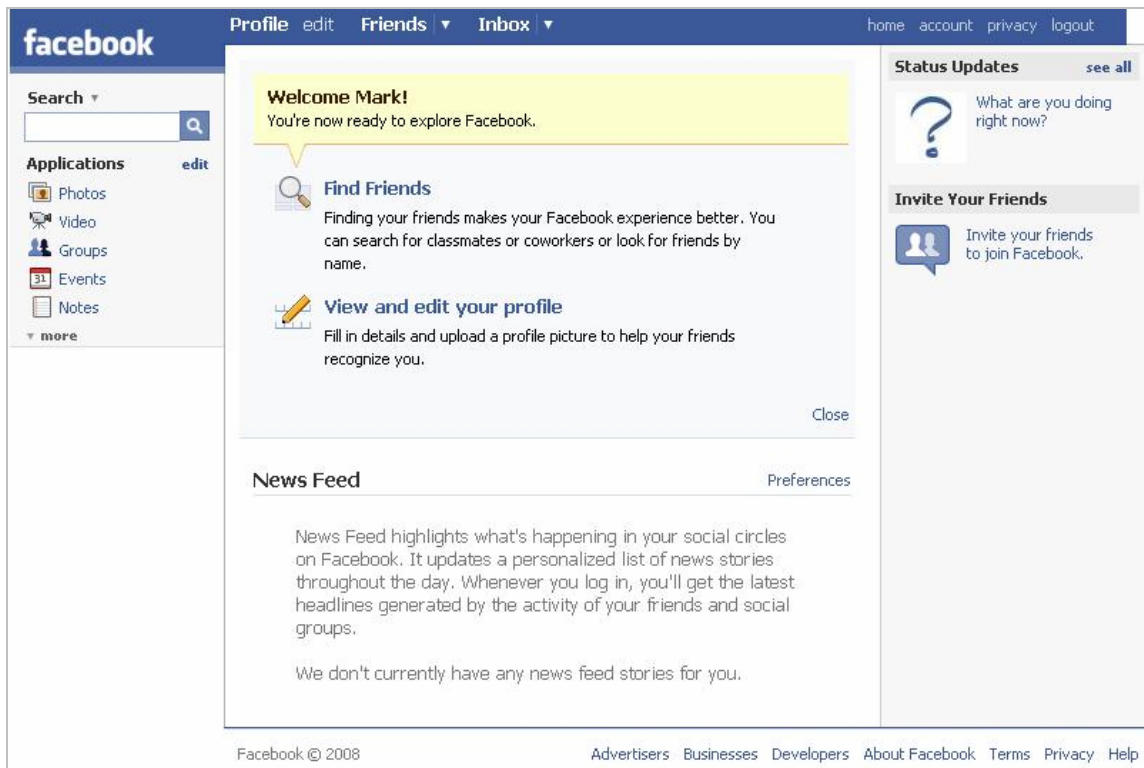 facebook
Profile edit Friends ▼ Inbox ▼
home account privacy logout
Search ▼
Applications edit
Photos
Video
Groups
31 Events
Notes
▼ more
Welcome Mark!
You're now ready to explore Facebook.
Find Friends
Finding your friends makes your Facebook experience better. You
can search for classmates or coworkers or look for friends by
name.
View and edit your profile
Fill in details and upload a profile picture to help your friends
recognize you.
Close
News Feed Preferences
News Feed highlights what's happening in your social circles
on Facebook. It updates a personalized list of news stories
throughout the day. Whenever you log in, you'll get the latest
headlines generated by the activity of your friends and social
groups.
We don't currently have any news feed stories for you.
Status Updates see all
?
What are you doing
right now?
Invite Your Friends
Invite your friends
to join Facebook.
Facebook © 2008
Advertisers Businesses Developers About Facebook Terms Privacy Help